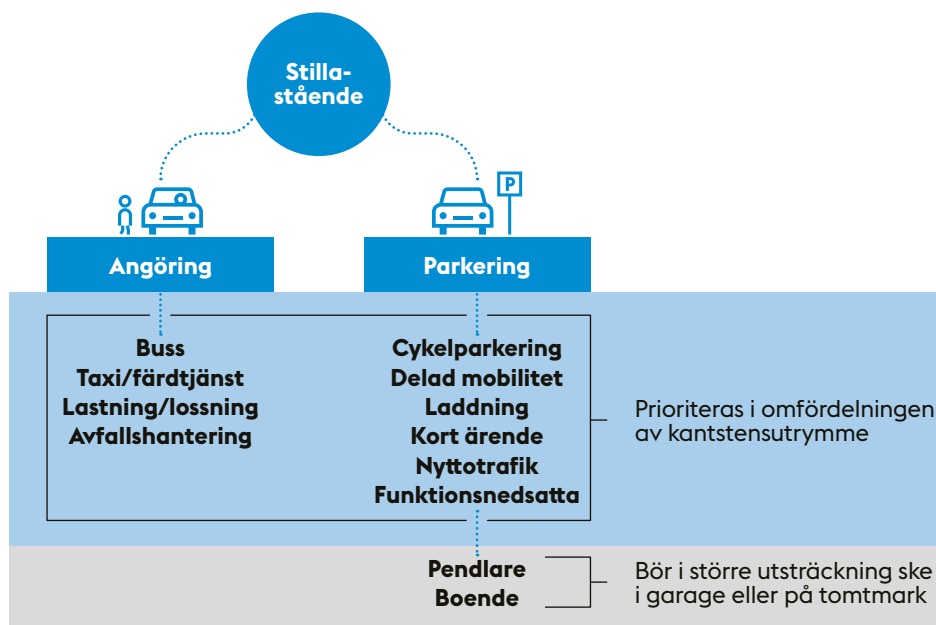 Stilla-
stående
P
Angöring
Parkering
Buss
Taxi/färdtjänst
Lastning/lossning
Avfallshantering
Cykelparkering
Delad mobilitet
Laddning
Kort ärende
Nyttotrafik
Funktionsnedsatta
Prioriteras i omfördelningen
av kantstensutrymme
Pendlare
Boende
Bör i större utsträckning ske
i garage eller på tomtmark